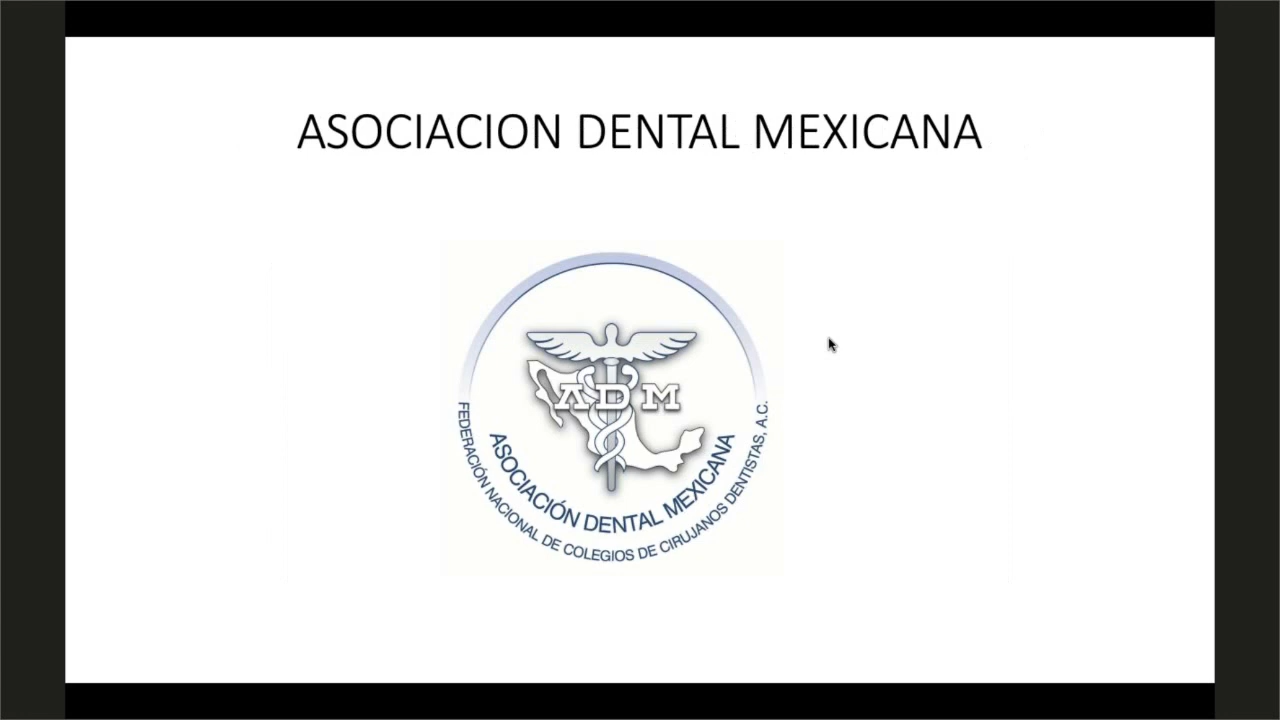 ASOCIACION DENTAL MEXICANA
ADM
ASOCIACIÓN DENTAL MEXICANA
FEDERACIÓN NACIONAL DE COLEGIOS DE CIRUJANOS DENTISTAS, A.C.